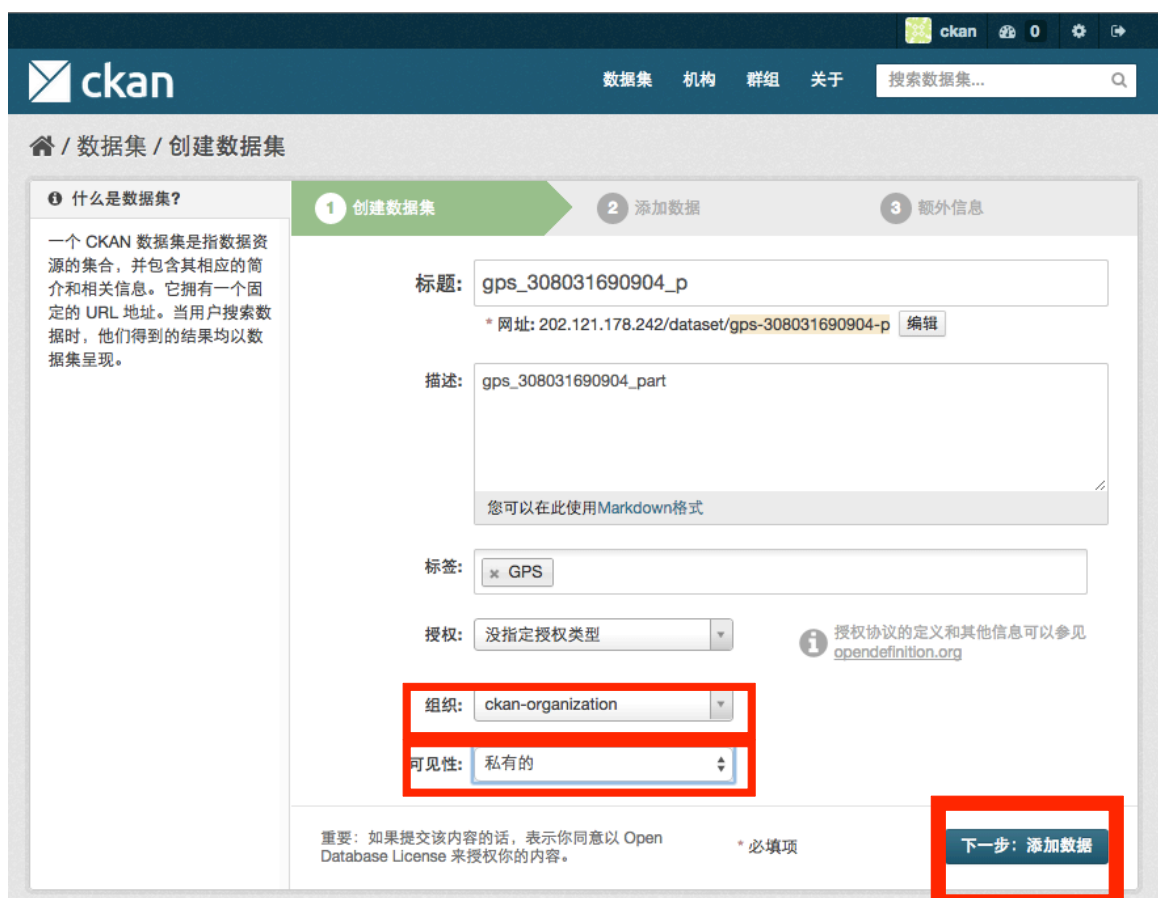 ckan 0
ckan
数据集 机构 群组 关于 搜索数据集...
/ 数据集 / 创建数据集
什么是数据集?
一个 CKAN 数据集是指数据资
源的集合，并包含其相应的简
介和相关信息。它拥有一个固
定的 URL 地址。当用户搜索数
据时，他们得到的结果均以数
据集呈现。
1 创建数据集 2 添加数据 3 额外信息
标题: gps_308031690904_p
* 网址: 202.121.178.242/dataset/gps-308031690904-p 编辑
描述: gps_308031690904_part
您可以在此使用Markdown格式
标签: × GPS
授权: 没指定授权类型
授权协议的定义和其他信息可以参见
opendefinition.org
组织: ckan-organization
可见性: 私有的
重要：如果提交该内容的话，表示你同意以 Open
Database License 来授权你的内容。
* 必填项
下一步：添加数据